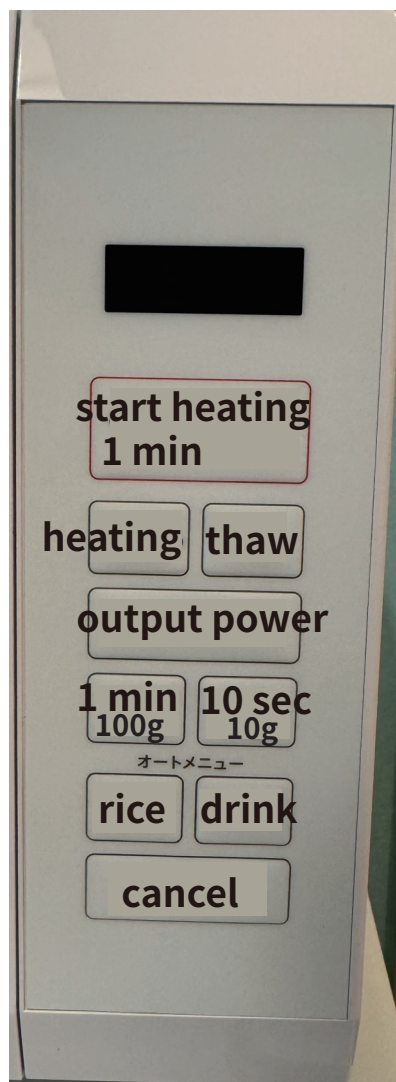 start heating
1 min
heating thaw
output power
1 min 10 sec
100g 10g
オートメニュー
rice drink
cancel